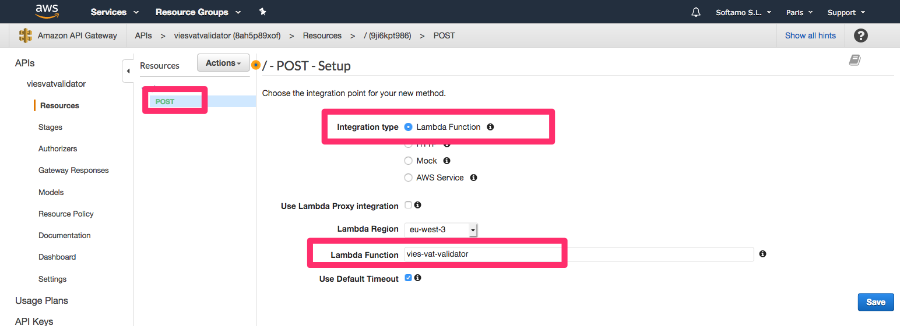 aws Services Resource Groups Softamo S.L. Paris Support
Amazon API Gateway APIs > viesvatvalidator (8ah5p89xof) > Resources > / (9ji6kpt986) > POST Show all hints ?
APIs
viesvatvalidator
Resources
Stages
Authorizers
Gateway Responses
Models
Resource Policy
Documentation
Dashboard
Settings
Usage Plans
API Keys
Resources Actions
POST
/ - POST - Setup
Choose the integration point for your new method.
Integration type Lambda Function
Mock
AWS Service
Use Lambda Proxy integration
Lambda Region eu-west-3
Lambda Function vies-vat-validator
Use Default Timeout
Save